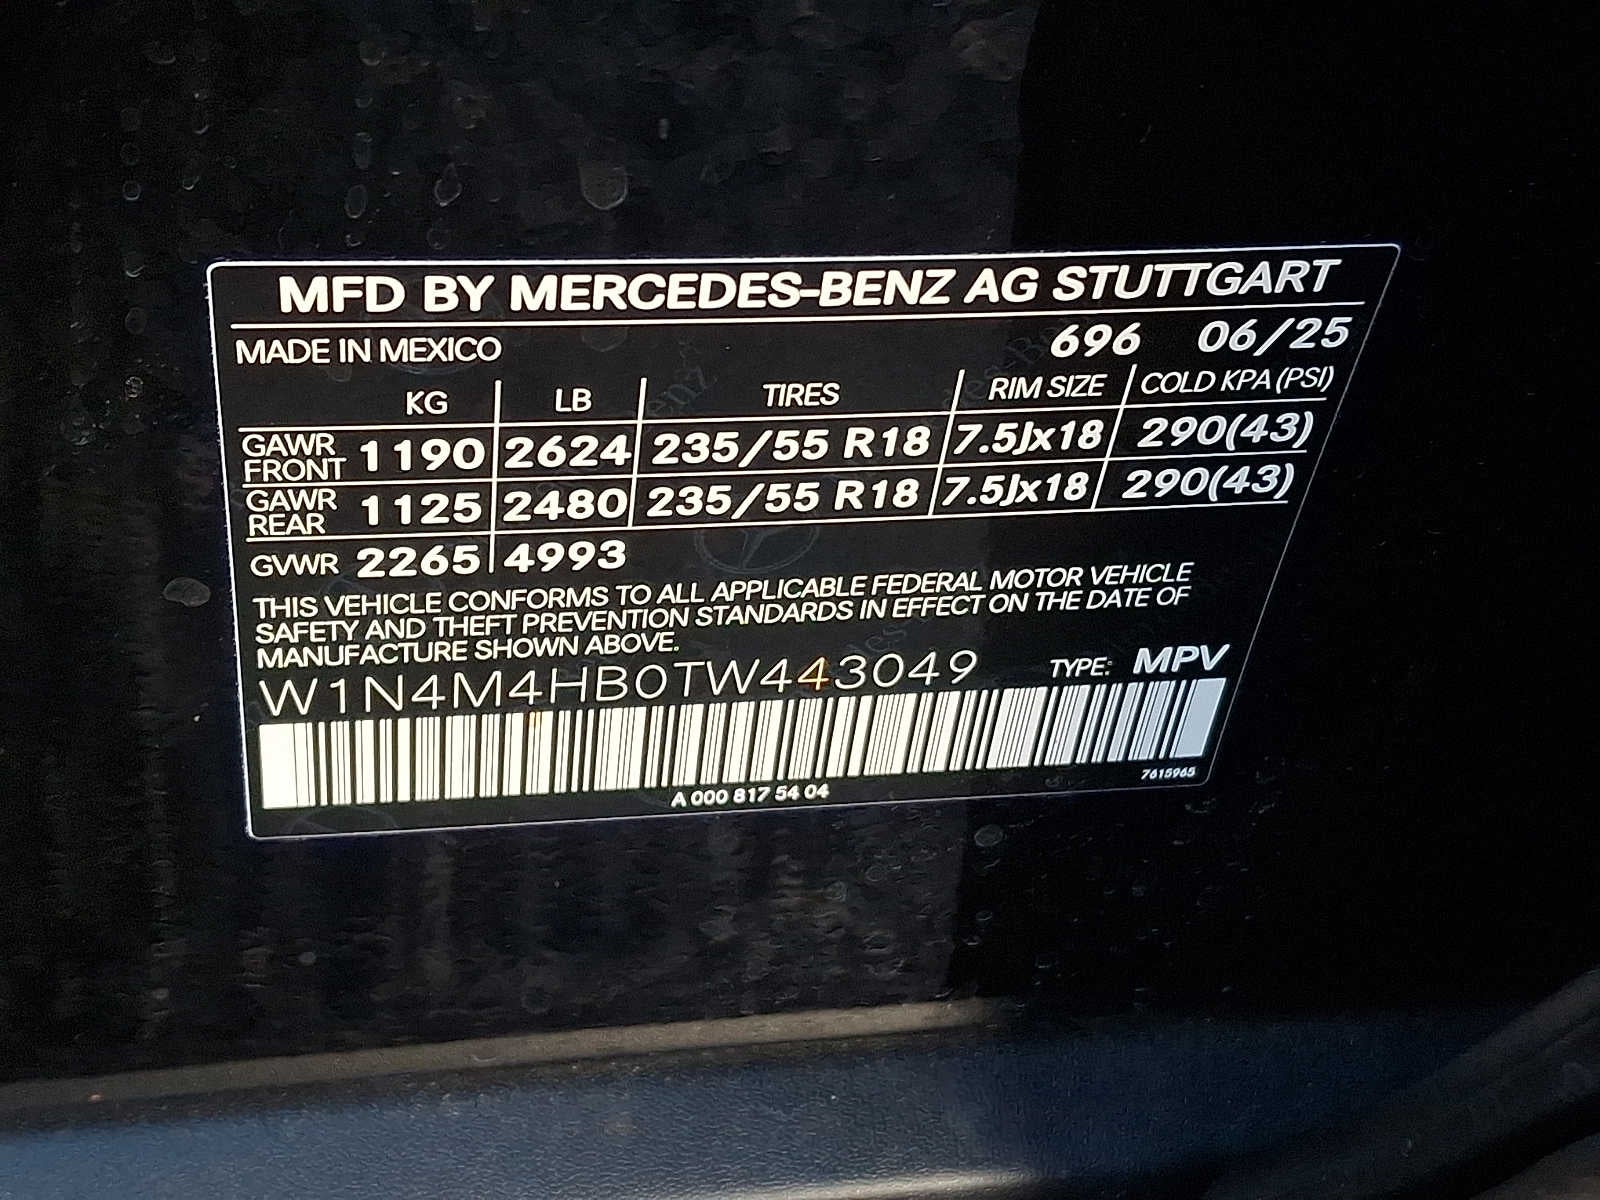 MFD BY MERCEDES-BENZ AG STUTTGART
MADE IN MEXICO 696 06/25
KG LB TIRES RIM SIZE COLD KPA (PSI)
GAWR FRONT 1190 2624 235/55 R18 7.5Jx18 290(43)
GAWR REAR 1125 2480 235/55 R18 7.5Jx18 290(43)
GVWR 2265 4993
THIS VEHICLE CONFORMS TO ALL APPLICABLE FEDERAL MOTOR VEHICLE
SAFETY AND THEFT PREVENTION STANDARDS IN EFFECT ON THE DATE OF
MANUFACTURE SHOWN ABOVE.
W1N4M4HB0TW443049 TYPE: MPV
7615965
A 000 817 54 04